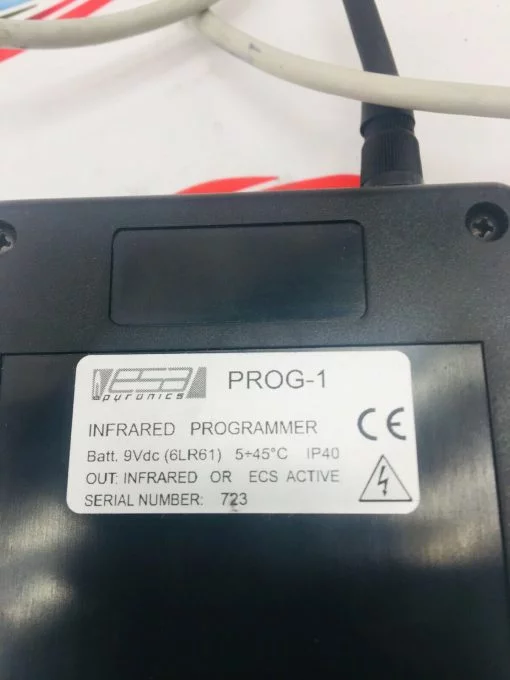 esa PROG-1
pyronics
INFRARED PROGRAMMER
Batt. 9Vdc (6LR61) 5÷45°C IP40
OUT: INFRARED OR ECS ACTIVE
SERIAL NUMBER: 723
CE